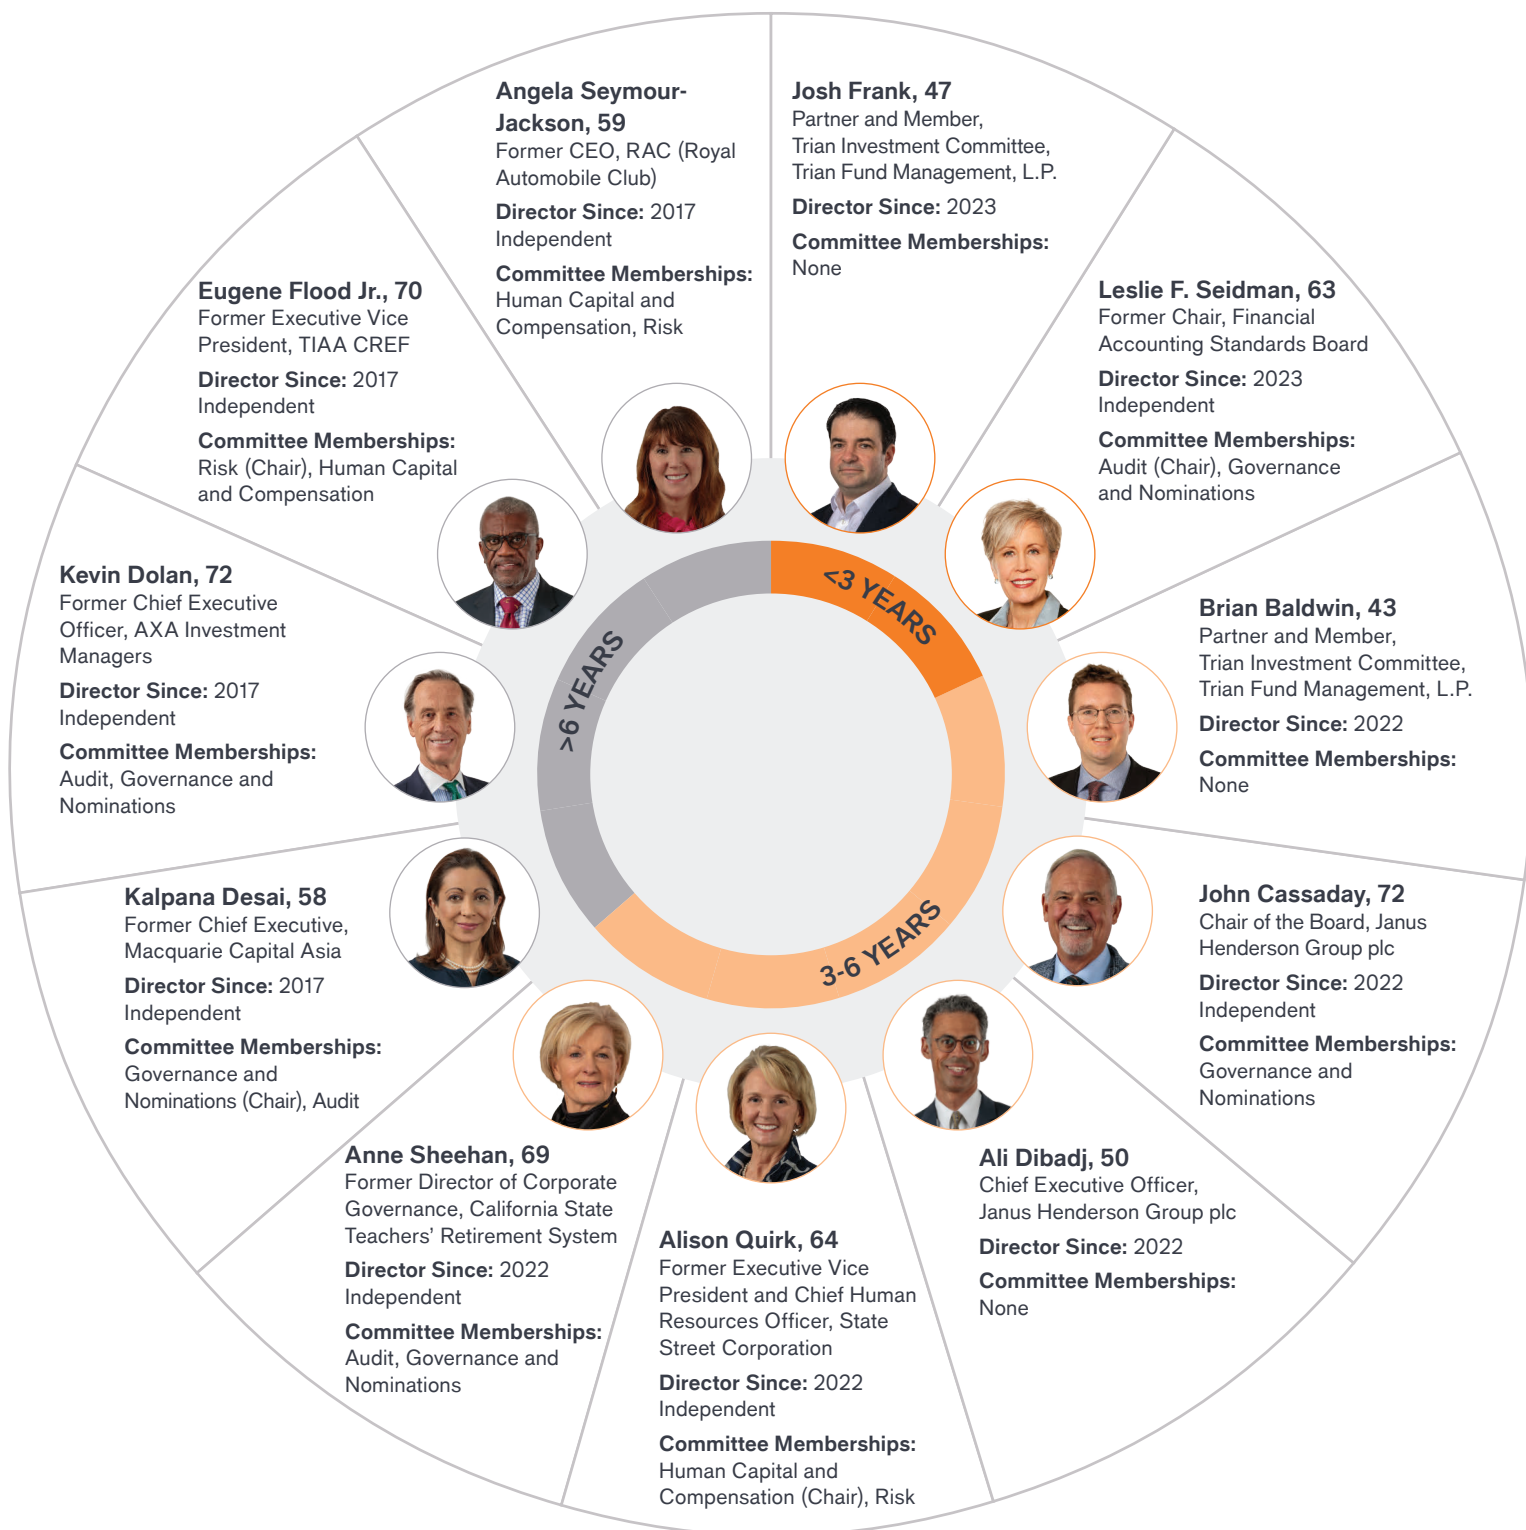 Josh Frank, 47
Partner and Member,
Trian Investment Committee,
Trian Fund Management, L.P.
Director Since: 2023
Committee Memberships:
None
Leslie F. Seidman, 63
Former Chair, Financial
Accounting Standards Board
Director Since: 2023
Independent
Committee Memberships:
Audit (Chair), Governance
and Nominations
Brian Baldwin, 43
Partner and Member,
Trian Investment Committee,
Trian Fund Management, L.P.
Director Since: 2022
Committee Memberships:
None
John Cassaday, 72
Chair of the Board, Janus
Henderson Group plc
Director Since: 2022
Independent
Committee Memberships:
Governance and
Nominations
Ali Dibadj, 50
Chief Executive Officer,
Janus Henderson Group plc
Director Since: 2022
Committee Memberships:
None
Alison Quirk, 64
Former Executive Vice
President and Chief Human
Resources Officer, State
Street Corporation
Director Since: 2022
Independent
Committee Memberships:
Human Capital and
Compensation (Chair), Risk
Anne Sheehan, 69
Former Director of Corporate
Governance, California State
Teachers’ Retirement System
Director Since: 2022
Independent
Committee Memberships:
Audit, Governance and
Nominations
Kalpana Desai, 58
Former Chief Executive,
Macquarie Capital Asia
Director Since: 2017
Independent
Committee Memberships:
Governance and
Nominations (Chair), Audit
Kevin Dolan, 72
Former Chief Executive
Officer, AXA Investment
Managers
Director Since: 2017
Independent
Committee Memberships:
Audit, Governance and
Nominations
Eugene Flood Jr., 70
Former Executive Vice
President, TIAA CREF
Director Since: 2017
Independent
Committee Memberships:
Risk (Chair), Human Capital
and Compensation
Angela Seymour-
Jackson, 59
Former CEO, RAC (Royal
Automobile Club)
Director Since: 2017
Independent
Committee Memberships:
Human Capital and
Compensation, Risk
<3 YEARS
3-6 YEARS
>6 YEARS